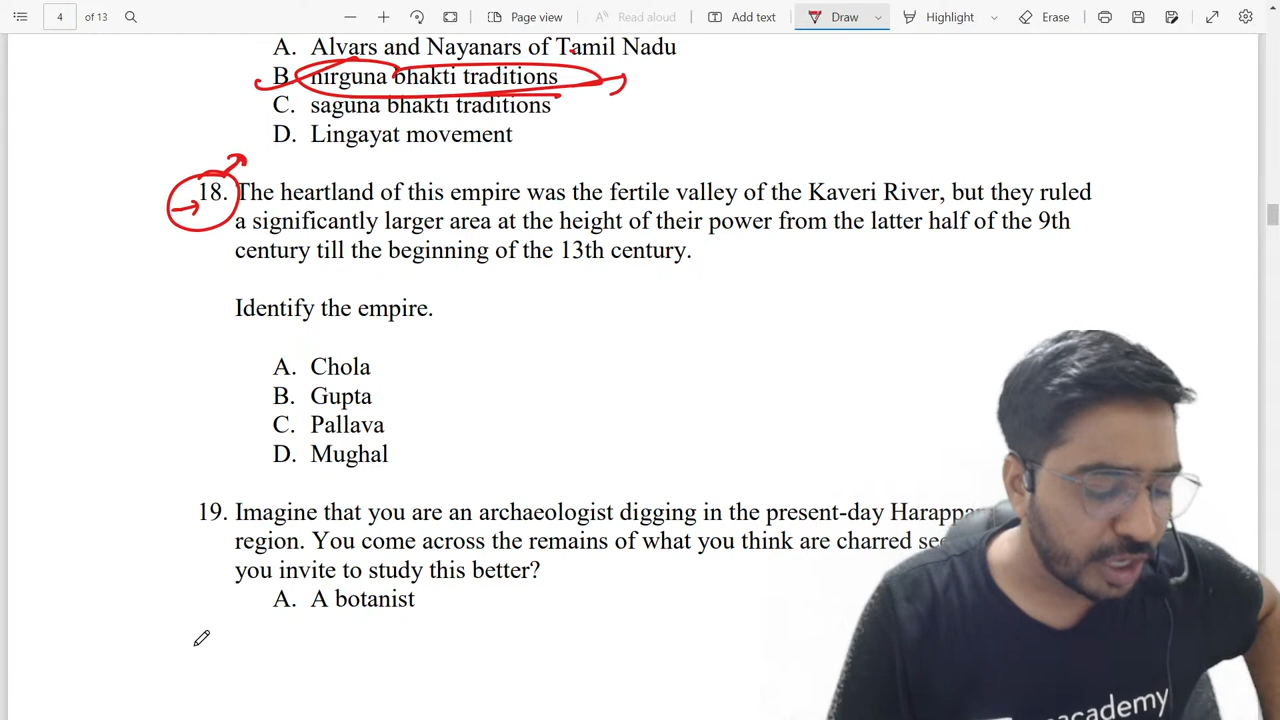 4
of 13
Page view
Read aloud
Add text
Draw
Highlight
Erase
A. Alvars and Nayanars of Tamil Nadu
B. nirguna bhakti traditions
C. saguna bhakti traditions
D. Lingayat movement
18. The heartland of this empire was the fertile valley of the Kaveri River, but they ruled
a significantly larger area at the height of their power from the latter half of the 9th
century till the beginning of the 13th century.
Identify the empire.
A. Chola
B. Gupta
C. Pallava
D. Mughal
19. Imagine that you are an archaeologist digging in the present-day
region. You come across the remains of what you think are charred
you invite to study this better?
A. A botanist